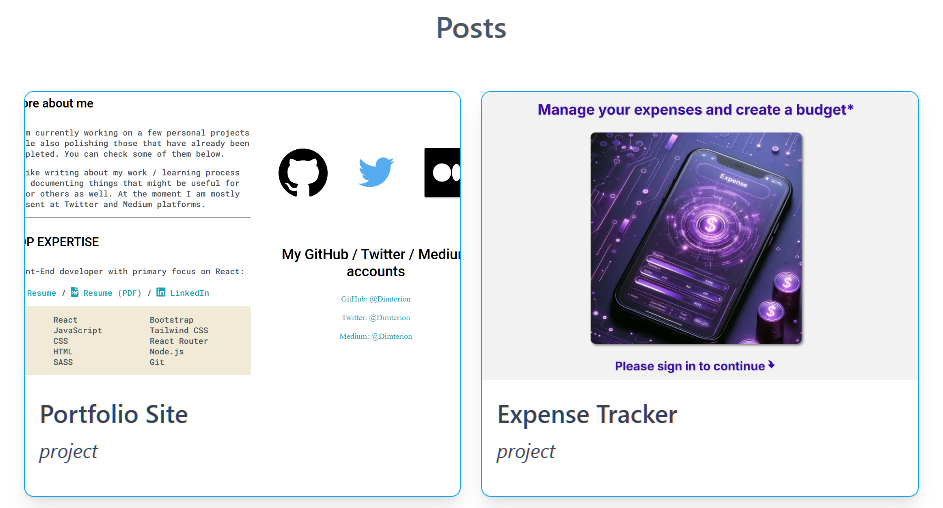 Posts
ore about me
m currently working on a few personal projects
le also polishing those that have already been
pleted. You can check some of them below.
ike writing about my work / learning process
documenting things that might be useful for
or others as well. At the moment I am mostly
sent at Twitter and Medium platforms.
OP EXPERTISE
nt-End developer with primary focus on React:
Resume / Resume (PDF) / LinkedIn
React Bootstrap
JavaScript Tailwind CSS
CSS React Router
HTML Node.js
SASS Git
My GitHub / Twitter / Medium
accounts
GitHub: @Dimterion
Twitter: @Dimterion
Medium: @Dimterion
Portfolio Site
project
Manage your expenses and create a budget*
Expense
$
$
$
Please sign in to continue
Expense Tracker
project